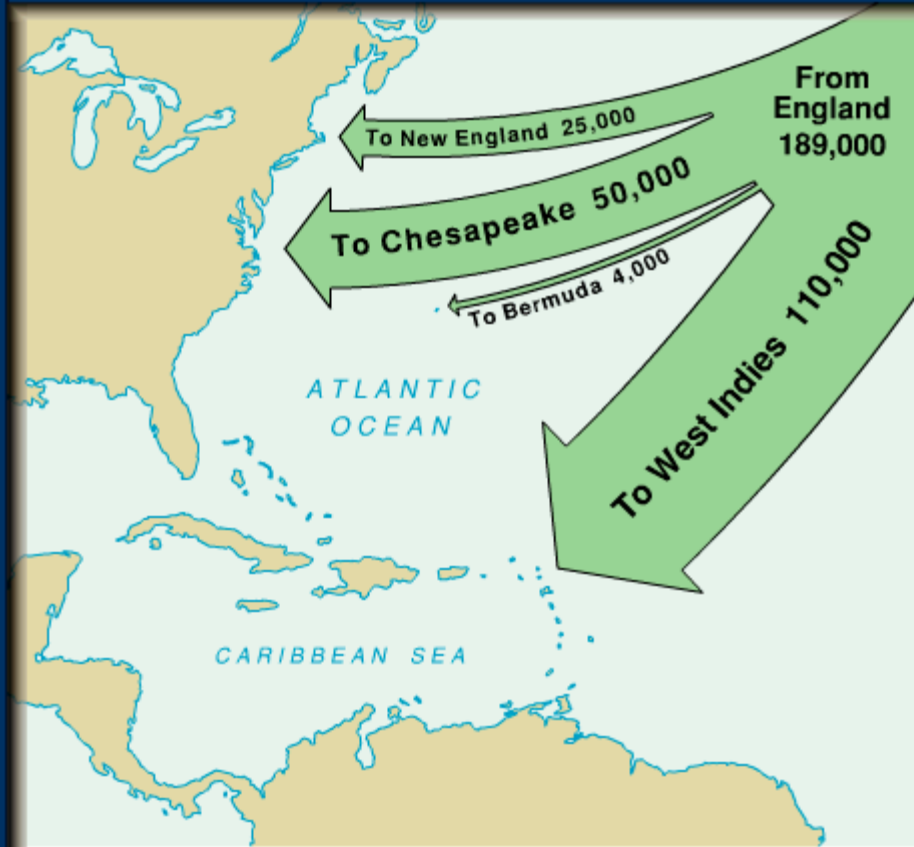 From
England
189,000
To New England 25,000
To Chesapeake 50,000
To Bermuda 4,000
To West Indies 110,000
ATLANTIC
OCEAN
CARIBBEAN SEA